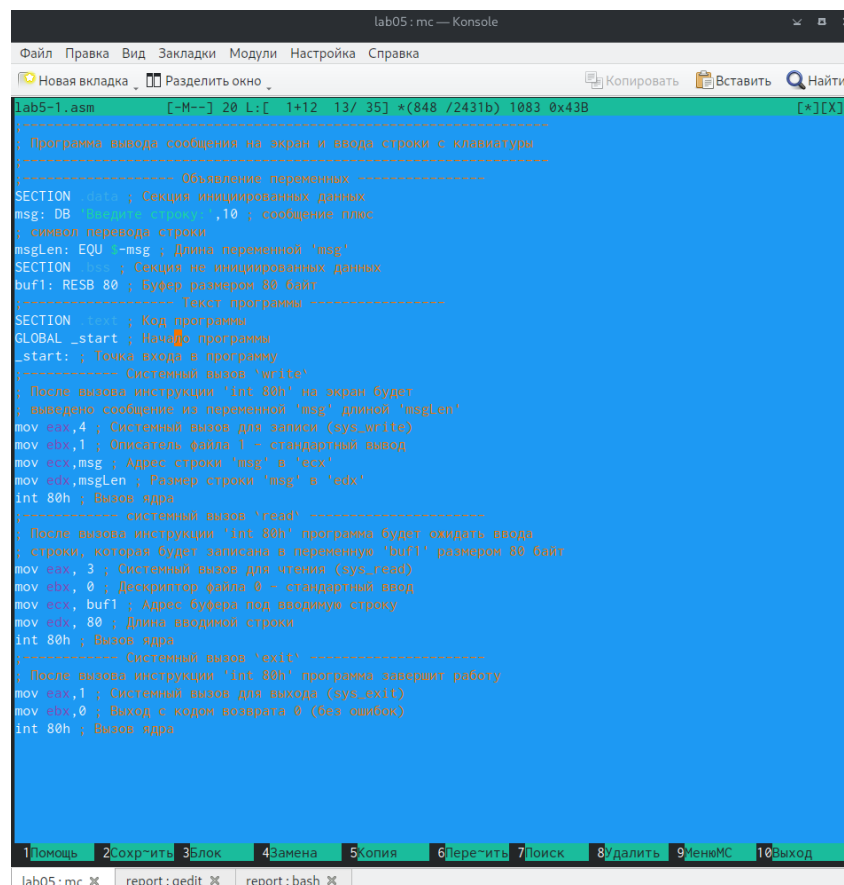 lab05 : mc — Konsole
Файл Правка Вид Закладки Модули Настройка Справка
Новая вкладка Разделить окно Копировать Вставить Найти
lab5-1.asm [-M--] 20 L:[ 1+12 13/ 35] *(848 /2431b) 1083 0x43B [*][X]
;------------------------------------------------------------------
; Программа вывода сообщения на экран и ввода строки с клавиатуры
;------------------------------------------------------------------
;------------------- Объявление переменных ----------------
SECTION .data ; Секция инициированных данных
msg: DB 'Введите строку:',10 ; сообщение плюс
; символ перевода строки
msgLen: EQU $-msg ; Длина переменной 'msg'
SECTION .bss ; Секция не инициированных данных
buf1: RESB 80 ; Буфер размером 80 байт
;------------------- Текст программы -----------------
SECTION .text ; Код программы
GLOBAL _start ; Начало программы
_start: ; Точка входа в программу
;------------ Cистемный вызов `write`
; После вызова инструкции 'int 80h' на экран будет
; выведено сообщение из переменной 'msg' длиной 'msgLen'
mov eax,4 ; Системный вызов для записи (sys_write)
mov ebx,1 ; Описатель файла 1 - стандартный вывод
mov ecx,msg ; Адрес строки 'msg' в 'ecx'
mov edx,msgLen ; Размер строки 'msg' в 'edx'
int 80h ; Вызов ядра
;------------ системный вызов `read` ----------------------
; После вызова инструкции 'int 80h' программа будет ожидать ввода
; строки, которая будет записана в переменную 'buf1' размером 80 байт
mov eax, 3 ; Системный вызов для чтения (sys_read)
mov ebx, 0 ; Дескриптор файла 0 - стандартный ввод
mov ecx, buf1 ; Адрес буфера под вводимую строку
mov edx, 80 ; Длина вводимой строки
int 80h ; Вызов ядра
;------------ Системный вызов `exit` ----------------------
; После вызова инструкции 'int 80h' программа завершит работу
mov eax,1 ; Системный вызов для выхода (sys_exit)
mov ebx,0 ; Выход с кодом возврата 0 (без ошибок)
int 80h ; Вызов ядра
1Помощь 2Сохр~ить 3Блок 4Замена 5Копия 6Пере~ить 7Поиск 8Удалить 9МенюMC 10Выход
lab05 : mc report : gedit report : bash